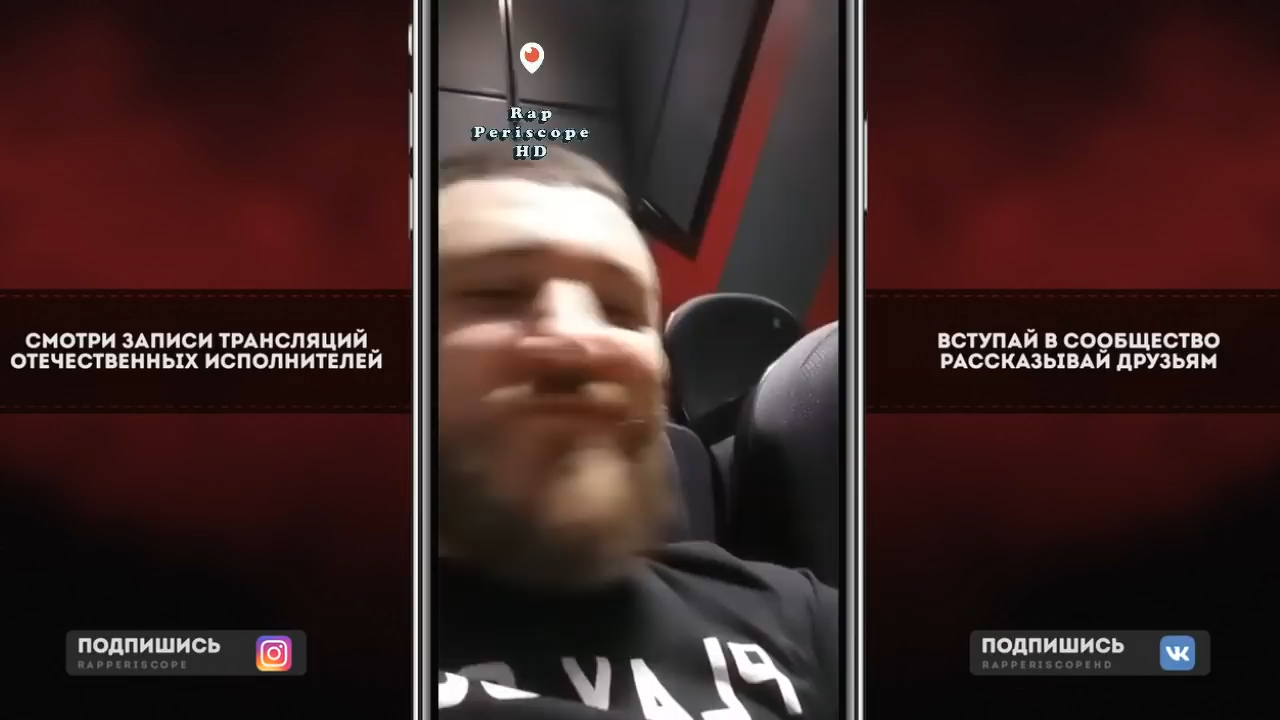 Rap
Periscope
HD
СМОТРИ ЗАПИСИ ТРАНСЛЯЦИЙ
ОТЕЧЕСТВЕННЫХ ИСПОЛНИТЕЛЕЙ
ВСТУПАЙ В СООБЩЕСТВО
РАССКАЗЫВАЙ ДРУЗЬЯМ
ПОДПИШИСЬ
RAPPERISCOPE
ПОДПИШИСЬ
RAPPERISCOPEHD